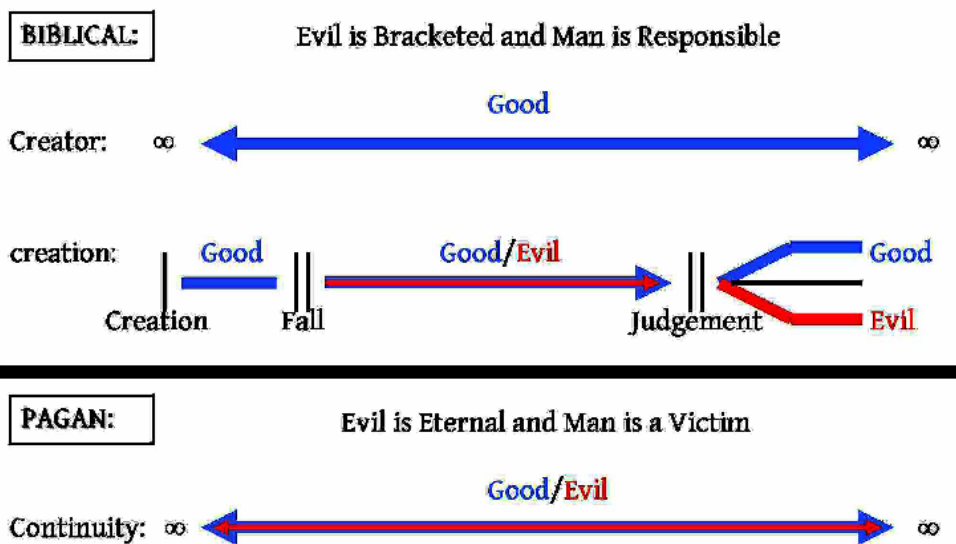 BIBLICAL: Evil is Bracketed and Man is Responsible
Good
Creator: ∞ ∞
creation: Good Good/Evil Good
Creation Fall Judgement Evil
PAGAN: Evil is Eternal and Man is a Victim
Good/Evil
Continuity: ∞ ∞